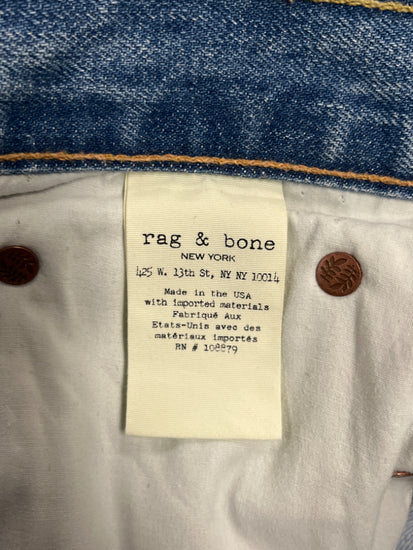 rag & bone
NEW YORK
425 W. 13th St, NY NY 10014
Made in the USA
with imported materials
Fabriqué Aux
Etats-Unis avec des
matériaux importés
RN # 108879